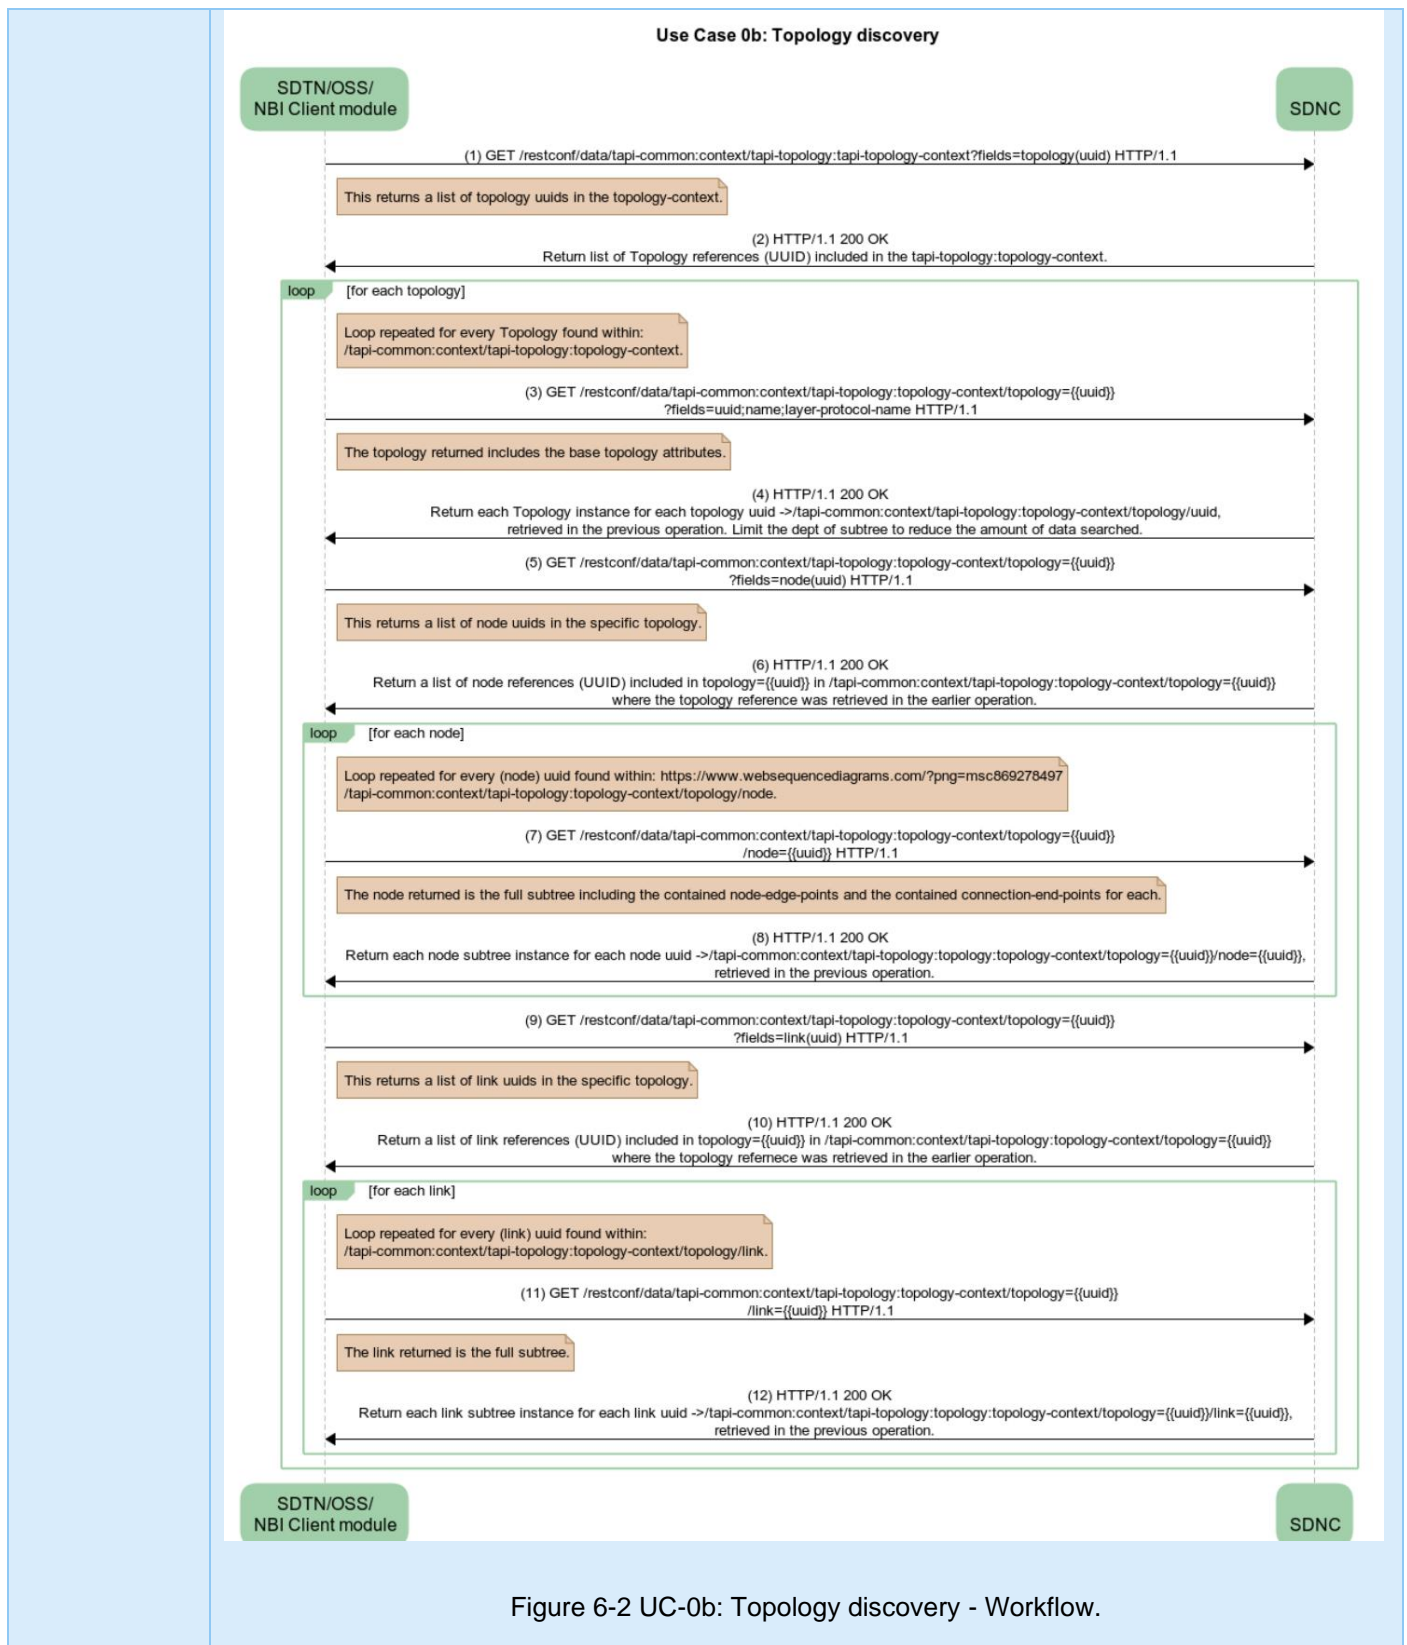 Use Case 0b: Topology discovery
SDTN/OSS/
NBI Client module
SDNC
(1) GET /restconf/data/tapi-common:context/tapi-topology:tapi-topology-context?fields=topology(uuid) HTTP/1.1
This returns a list of topology uuids in the topology-context.
(2) HTTP/1.1 200 OK
Return list of Topology references (UUID) included in the tapi-topology:topology-context.
loop [for each topology]
Loop repeated for every Topology found within:
/tapi-common:context/tapi-topology:topology-context.
(3) GET /restconf/data/tapi-common:context/tapi-topology:topology-context/topology={{uuid}}
?fields=uuid;name;layer-protocol-name HTTP/1.1
The topology returned includes the base topology attributes.
(4) HTTP/1.1 200 OK
Return each Topology instance for each topology uuid ->/tapi-common:context/tapi-topology:topology-context/topology/uuid,
retrieved in the previous operation. Limit the dept of subtree to reduce the amount of data searched.
(5) GET /restconf/data/tapi-common:context/tapi-topology:topology-context/topology={{uuid}}
?fields=node(uuid) HTTP/1.1
This returns a list of node uuids in the specific topology.
(6) HTTP/1.1 200 OK
Return a list of node references (UUID) included in topology={{uuid}} in /tapi-common:context/tapi-topology:topology-context/topology={{uuid}}
where the topology reference was retrieved in the earlier operation.
loop [for each node]
Loop repeated for every (node) uuid found within: https://www.websequencediagrams.com/?png=msc869278497
/tapi-common:context/tapi-topology:topology-context/topology/node.
(7) GET /restconf/data/tapi-common:context/tapi-topology:topology-context/topology={{uuid}}
/node={{uuid}} HTTP/1.1
The node returned is the full subtree including the contained node-edge-points and the contained connection-end-points for each.
(8) HTTP/1.1 200 OK
Return each node subtree instance for each node uuid ->/tapi-common:context/tapi-topology:topology:topology-context/topology={{uuid}}/node={{uuid}},
retrieved in the previous operation.
(9) GET /restconf/data/tapi-common:context/tapi-topology:topology-context/topology={{uuid}}
?fields=link(uuid) HTTP/1.1
This returns a list of link uuids in the specific topology.
(10) HTTP/1.1 200 OK
Return a list of link references (UUID) included in topology={{uuid}} in /tapi-common:context/tapi-topology:topology-context/topology={{uuid}}
where the topology refernece was retrieved in the earlier operation.
loop [for each link]
Loop repeated for every (link) uuid found within:
/tapi-common:context/tapi-topology:topology-context/topology/link.
(11) GET /restconf/data/tapi-common:context/tapi-topology:topology-context/topology={{uuid}}
/link={{uuid}} HTTP/1.1
The link returned is the full subtree.
(12) HTTP/1.1 200 OK
Return each link subtree instance for each link uuid ->/tapi-common:context/tapi-topology:topology:topology-context/topology={{uuid}}/link={{uuid}},
retrieved in the previous operation.
SDTN/OSS/
NBI Client module
SDNC
Figure 6-2 UC-0b: Topology discovery - Workflow.